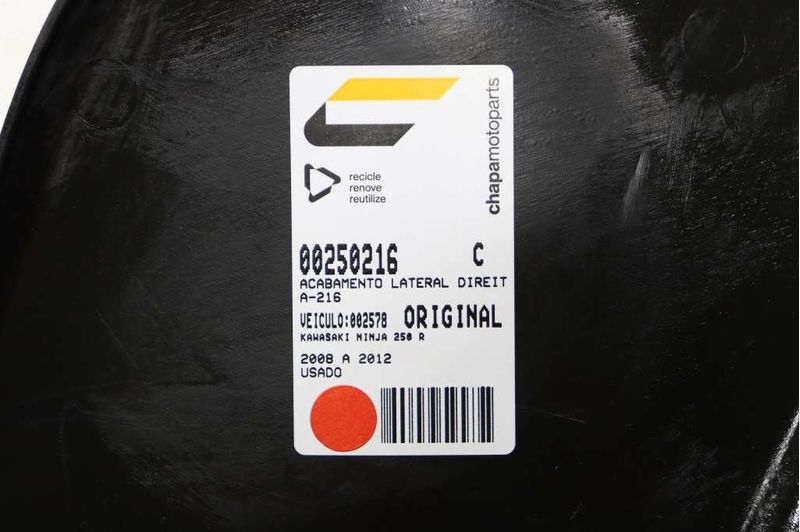 chapamotoparts
recicle
renove
reutilize
00250216 C
ACABAMENTO LATERAL DIREIT
A-216
VEICULO:002578 ORIGINAL
KAWASAKI NINJA 250 R
2008 A 2012
USADO